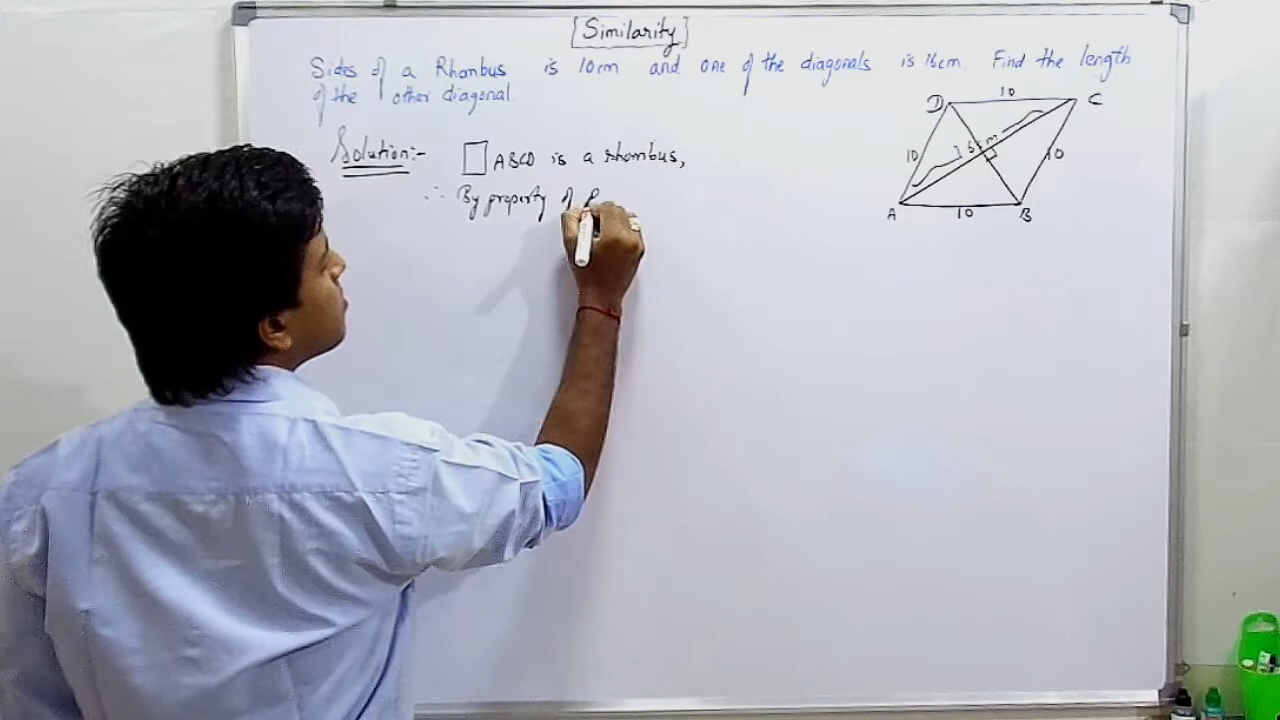 [Similarity]
Sides of a Rhombus is 10cm and one of the diagonals is 16cm. Find the length
of the other diagonal.
Solution:-
□ ABCD is a rhombus,
∴ By property of
D
10
C
10
10
A
10
B